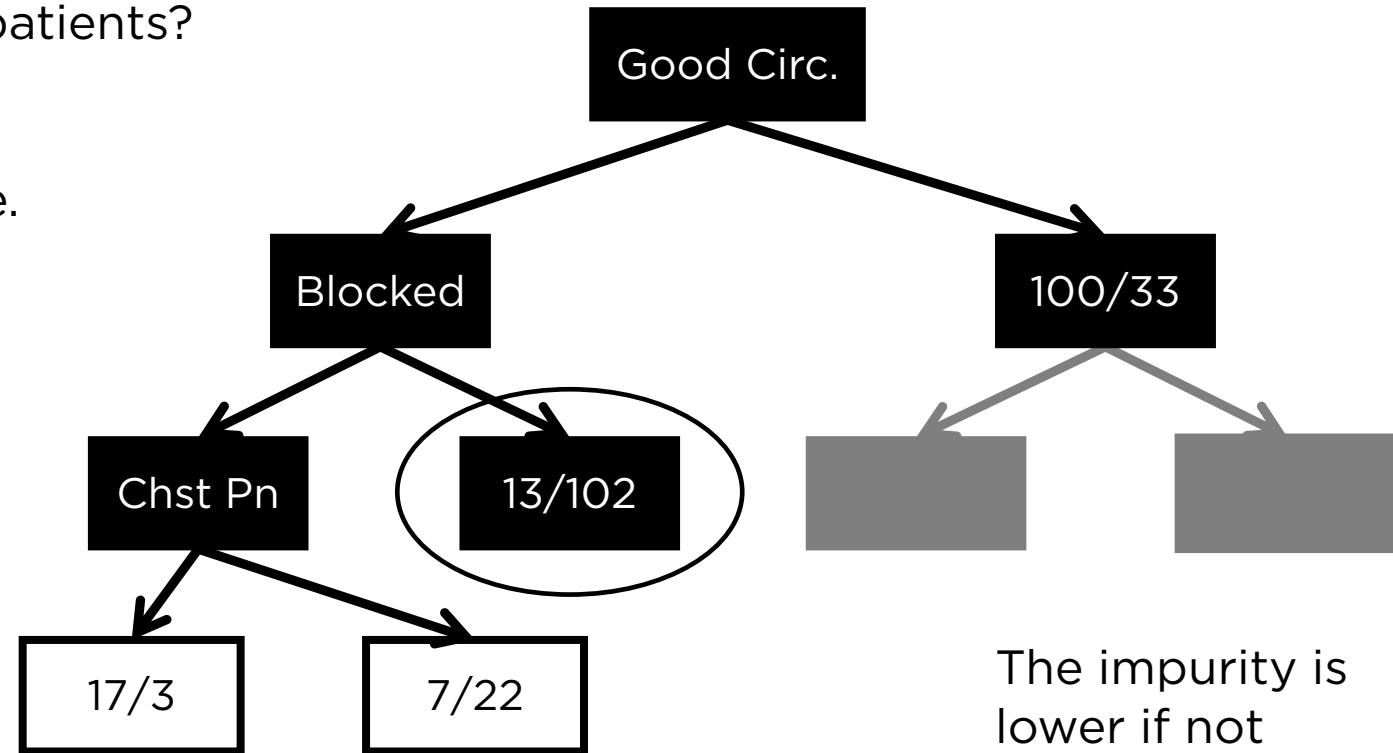 patients?
Good Circ.
e.
Blocked
100/33
Chst Pn
13/102
17/3
7/22
The impurity is
lower if not